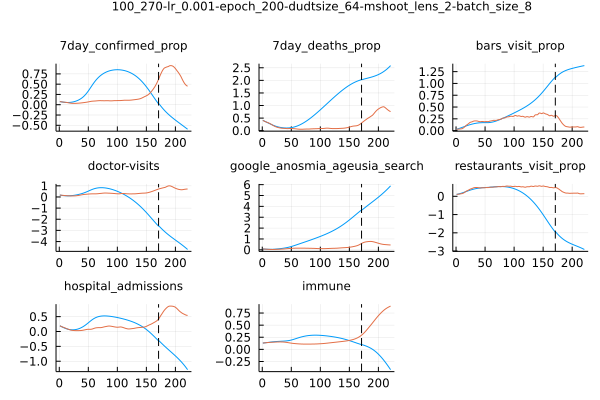 100_270-lr_0.001-epoch_200-dudtsize_64-mshoot_lens_2-batch_size_8
7day_confirmed_prop
7day_deaths_prop
bars_visit_prop
0.75
0.50
0.25
0.00
−0.25
−0.50
0 50 100 150 200
2.5
2.0
1.5
1.0
0.5
0.0
0 50 100 150 200
1.25
1.00
0.75
0.50
0.25
0.00
0 50 100 150 200
doctor-visits
google_anosmia_ageusia_search
restaurants_visit_prop
1
0
−1
−2
−3
−4
0 50 100 150 200
6
5
4
3
2
1
0
0 50 100 150 200
0
−1
−2
−3
0 50 100 150 200
hospital_admissions
immune
0.5
0.0
−0.5
−1.0
0 50 100 150 200
0.75
0.50
0.25
0.00
−0.25
0 50 100 150 200